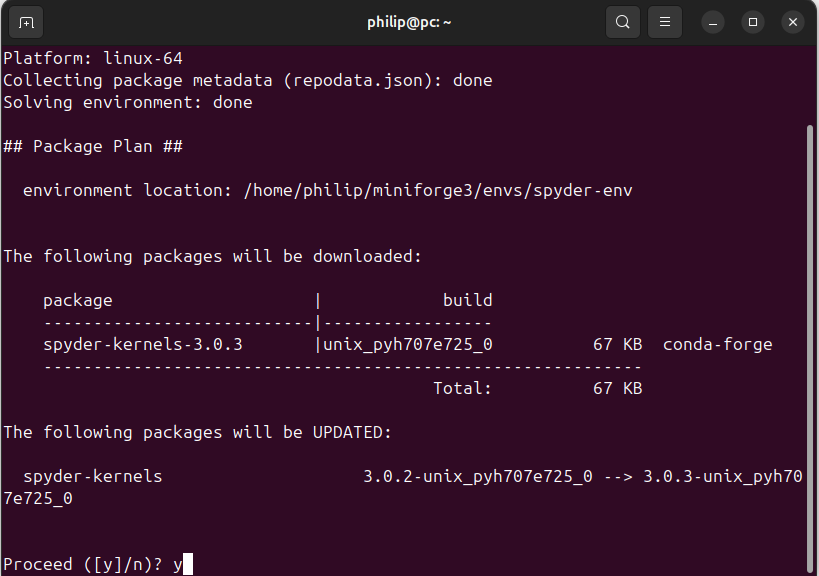 philip@pc: ~
Platform: linux-64
Collecting package metadata (repodata.json): done
Solving environment: done
## Package Plan ##
  environment location: /home/philip/miniforge3/envs/spyder-env
The following packages will be downloaded:
    package                    |            build
    ---------------------------|-----------------
    spyder-kernels-3.0.3       |unix_pyh707e725_0          67 KB  conda-forge
    ------------------------------------------------------------
                                           Total:          67 KB
The following packages will be UPDATED:
  spyder-kernels                    3.0.2-unix_pyh707e725_0 --> 3.0.3-unix_pyh70
7e725_0
Proceed ([y]/n)? y